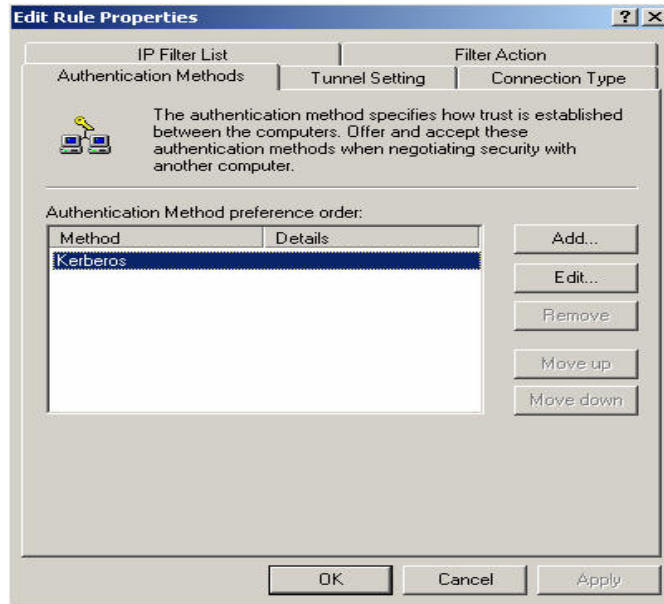 Edit Rule Properties
IP Filter List
Filter Action
Authentication Methods
Tunnel Setting
Connection Type
The authentication method specifies how trust is established
between the computers. Offer and accept these
authentication methods when negotiating security with
another computer.
Authentication Method preference order:
Method
Details
Kerberos
Add...
Edit...
Remove
Move up
Move down
OK
Cancel
Apply